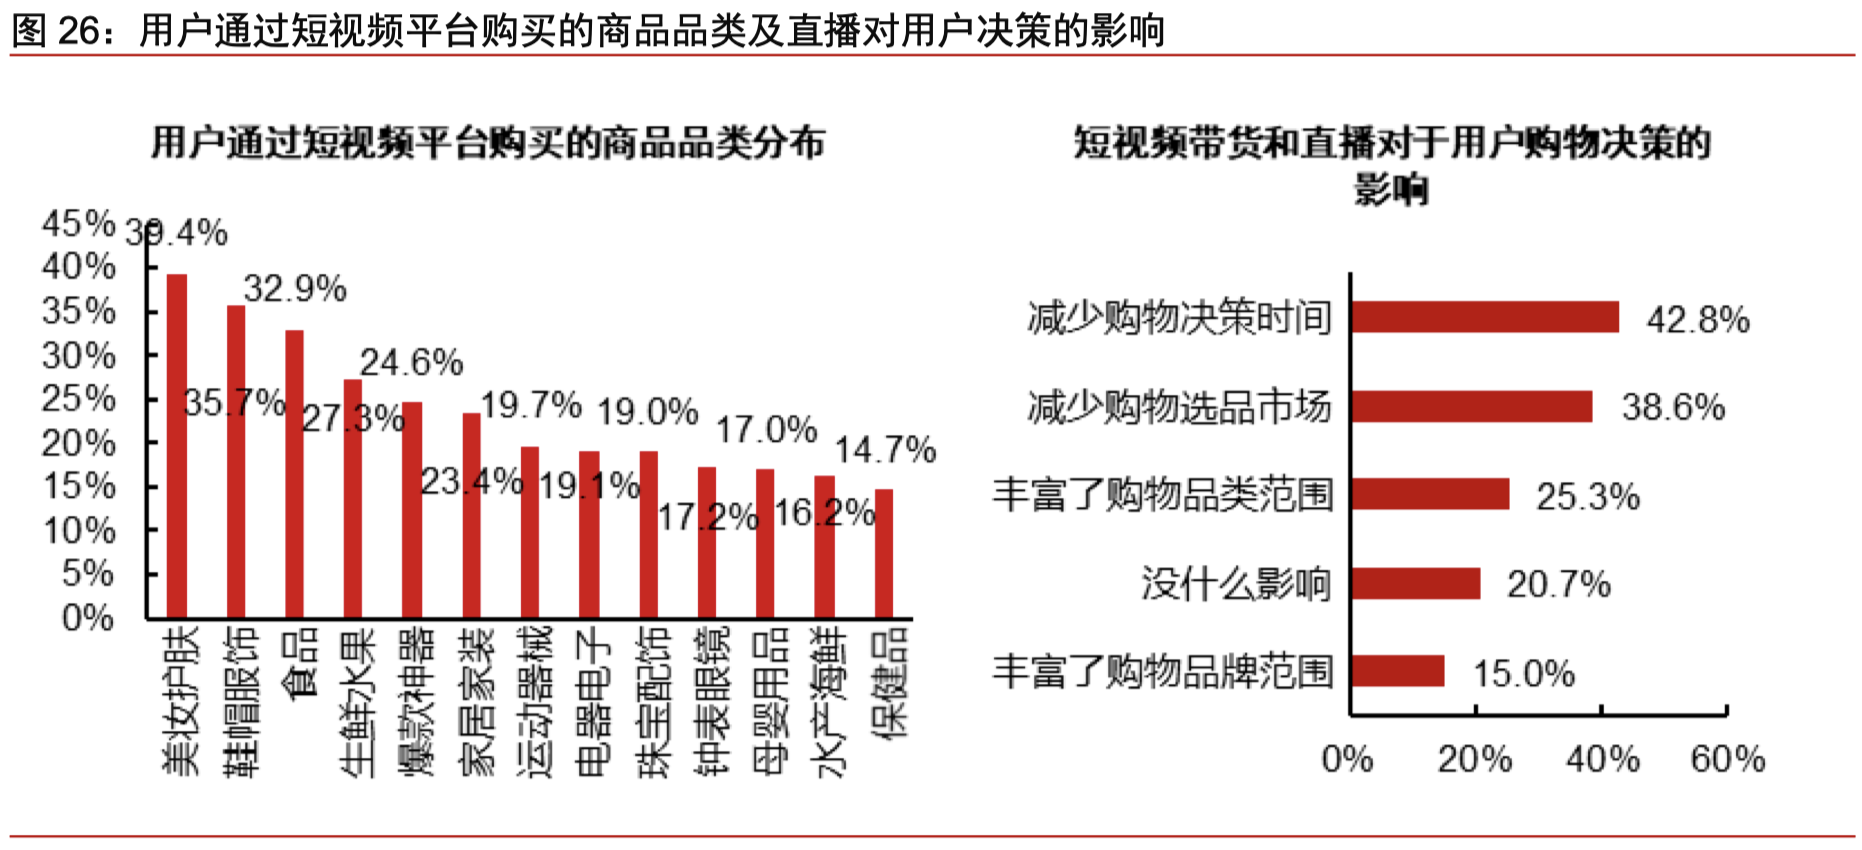 图 26：用户通过短视频平台购买的商品品类及直播对用户决策的影响
用户通过短视频平台购买的商品品类分布
45%
40%
35%
30%
25%
20%
15%
10%
5%
0%
39.4%
35.7%
32.9%
27.3%
24.6%
23.4%
19.7%
19.1%
19.0%
17.2%
17.0%
16.2%
14.7%
美妆护肤
鞋帽服饰
食品
生鲜水果
爆款神器
家居家装
运动器械
电器电子
珠宝配饰
钟表眼镜
母婴用品
水产海鲜
保健品
短视频带货和直播对于用户购物决策的
影响
减少购物决策时间 42.8%
减少购物选品市场 38.6%
丰富了购物品类范围 25.3%
没什么影响 20.7%
丰富了购物品牌范围 15.0%
0% 20% 40% 60%